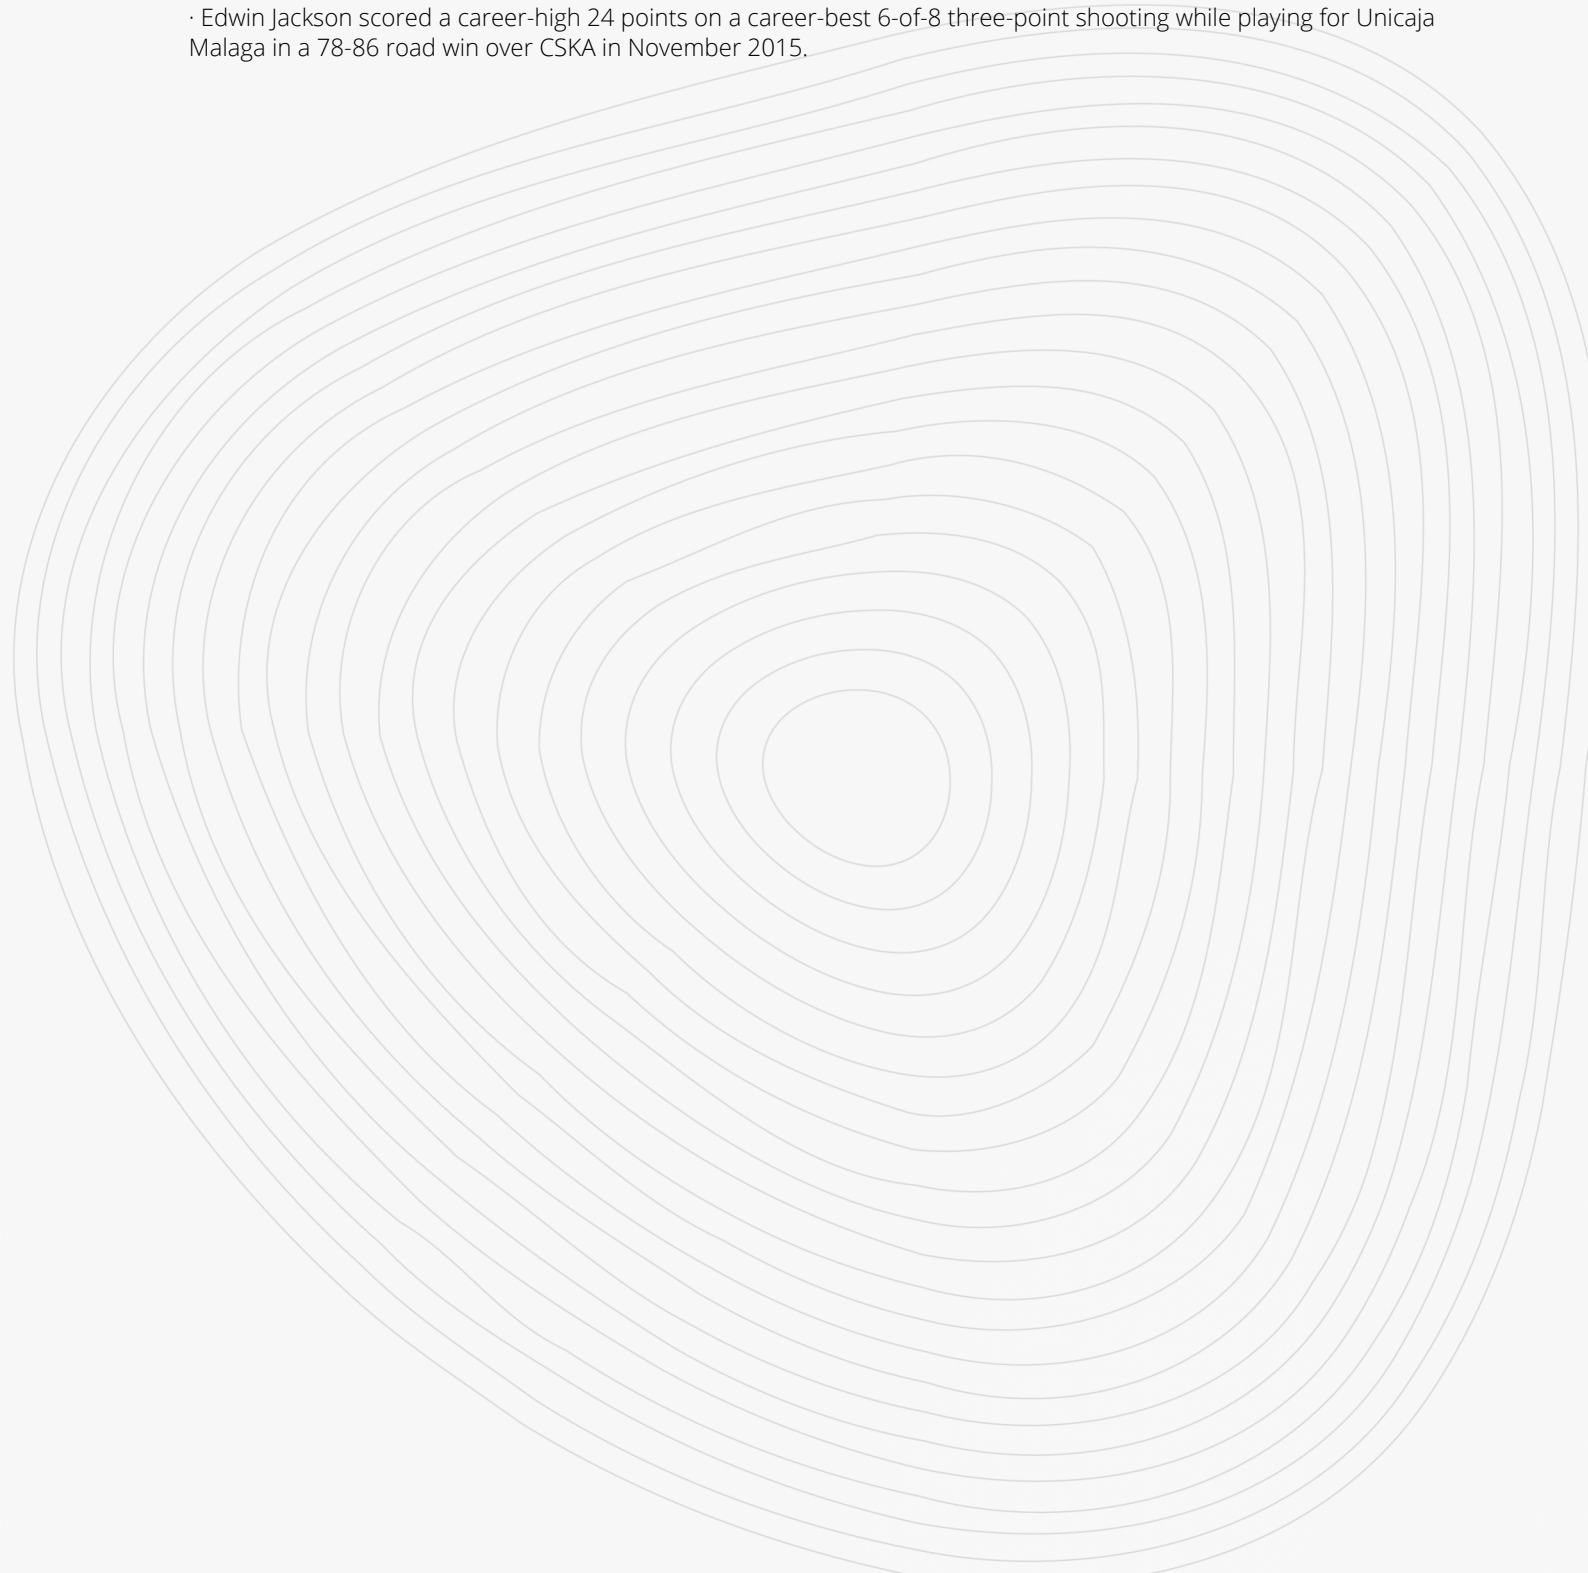 · Edwin Jackson scored a career-high 24 points on a career-best 6-of-8 three-point shooting while playing for Unicaja
Malaga in a 78-86 road win over CSKA in November 2015.